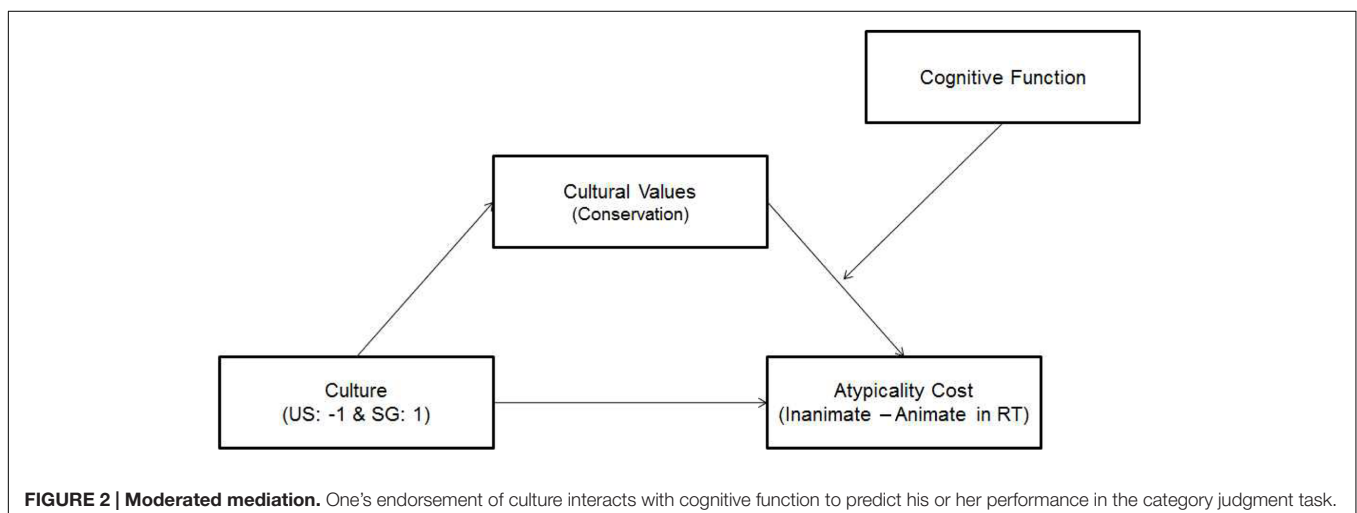 Cognitive Function
Cultural Values
(Conservation)
Culture
(US: -1 & SG: 1)
Atypicality Cost
(Inanimate – Animate in RT)
FIGURE 2 | Moderated mediation. One’s endorsement of culture interacts with cognitive function to predict his or her performance in the category judgment task.